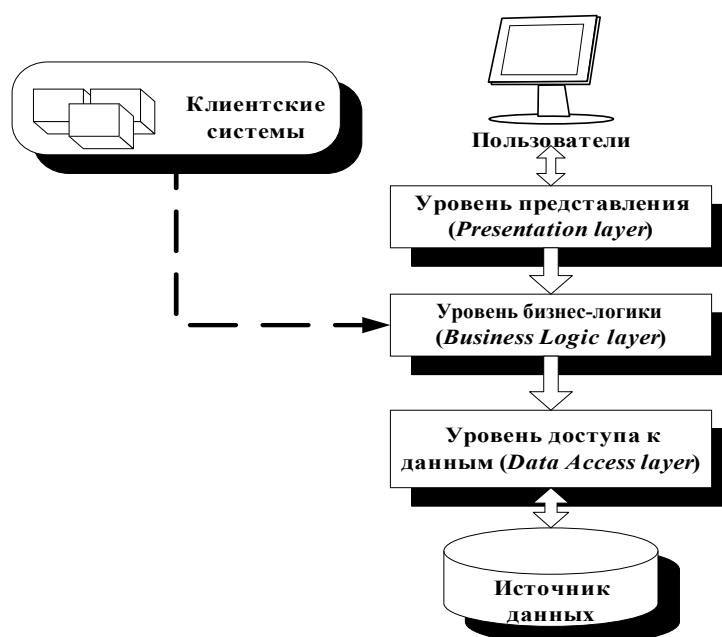 Клиентские
системы
Пользователи
Уровень представления
(Presentation layer)
Уровень бизнес-логики
(Business Logic layer)
Уровень доступа к
данным (Data Access layer)
Источник
данных